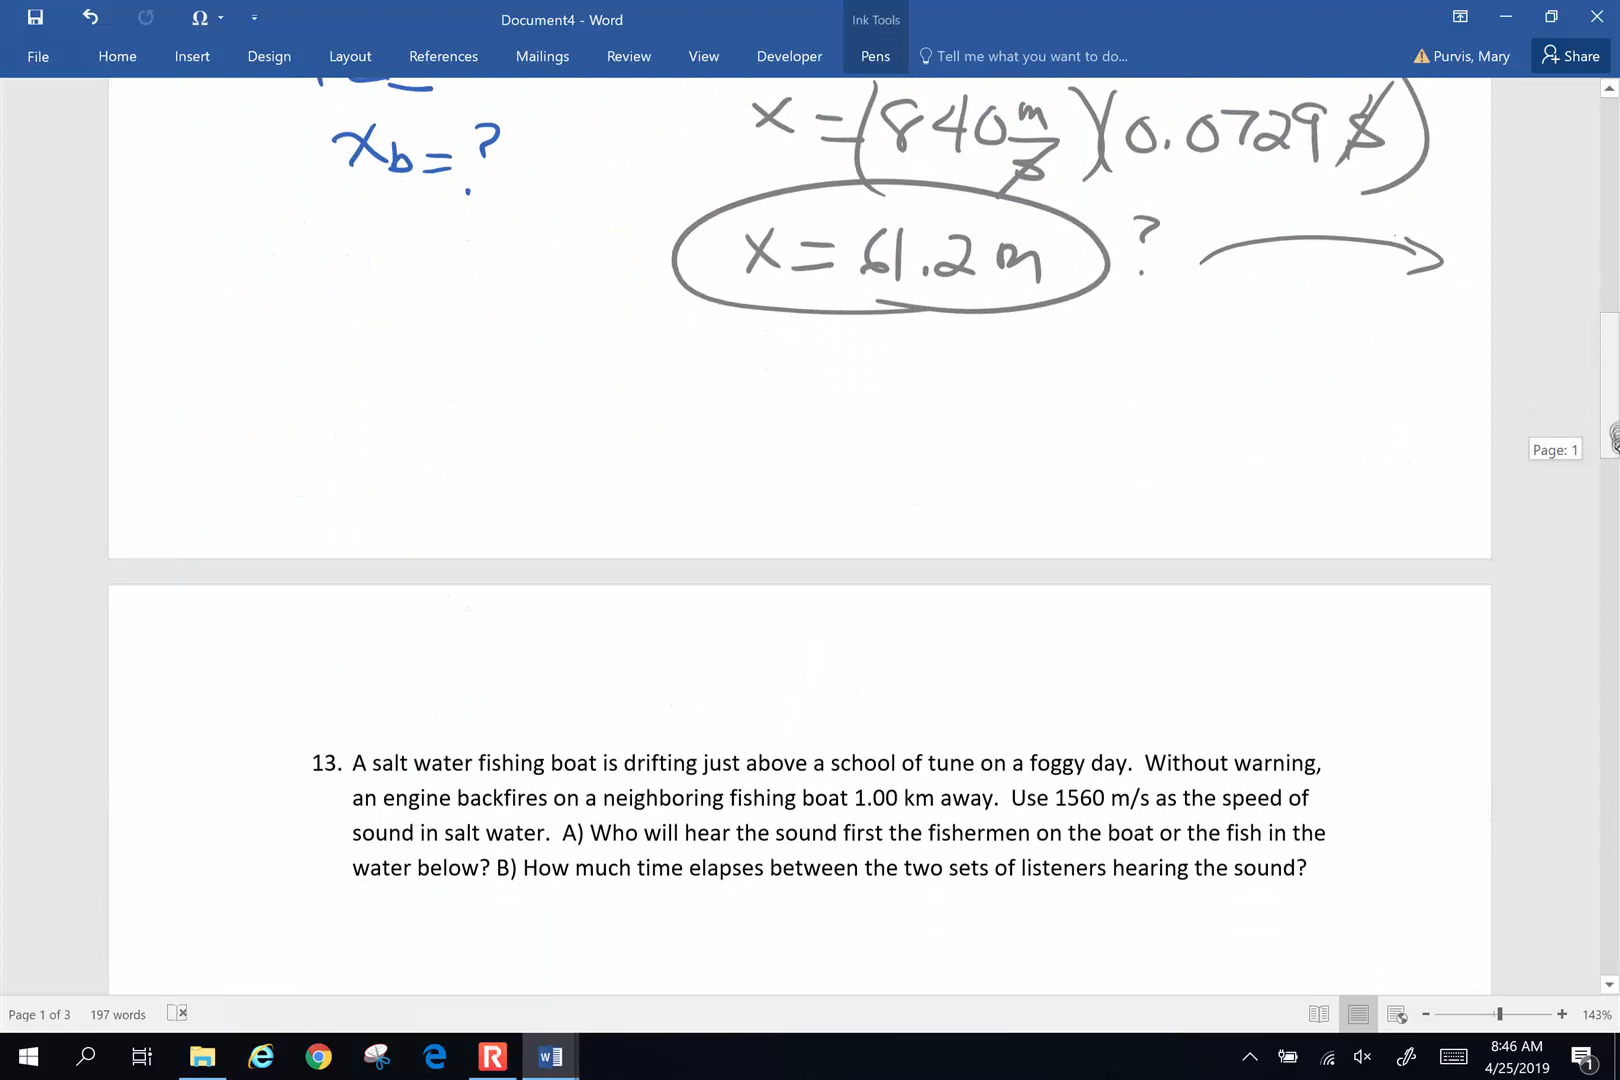 Document4 - Word
Ink Tools
File Home Insert Design Layout References Mailings Review View Developer Pens Tell me what you want to do... Purvis, Mary Share
x = (840 m/s)(0.0729 s)
x_b = ?
x = 61.2 m ?
Page: 1
13. A salt water fishing boat is drifting just above a school of tune on a foggy day. Without warning,
an engine backfires on a neighboring fishing boat 1.00 km away. Use 1560 m/s as the speed of
sound in salt water. A) Who will hear the sound first the fishermen on the boat or the fish in the
water below? B) How much time elapses between the two sets of listeners hearing the sound?
Page 1 of 3 197 words 143%
8:46 AM
4/25/2019
1